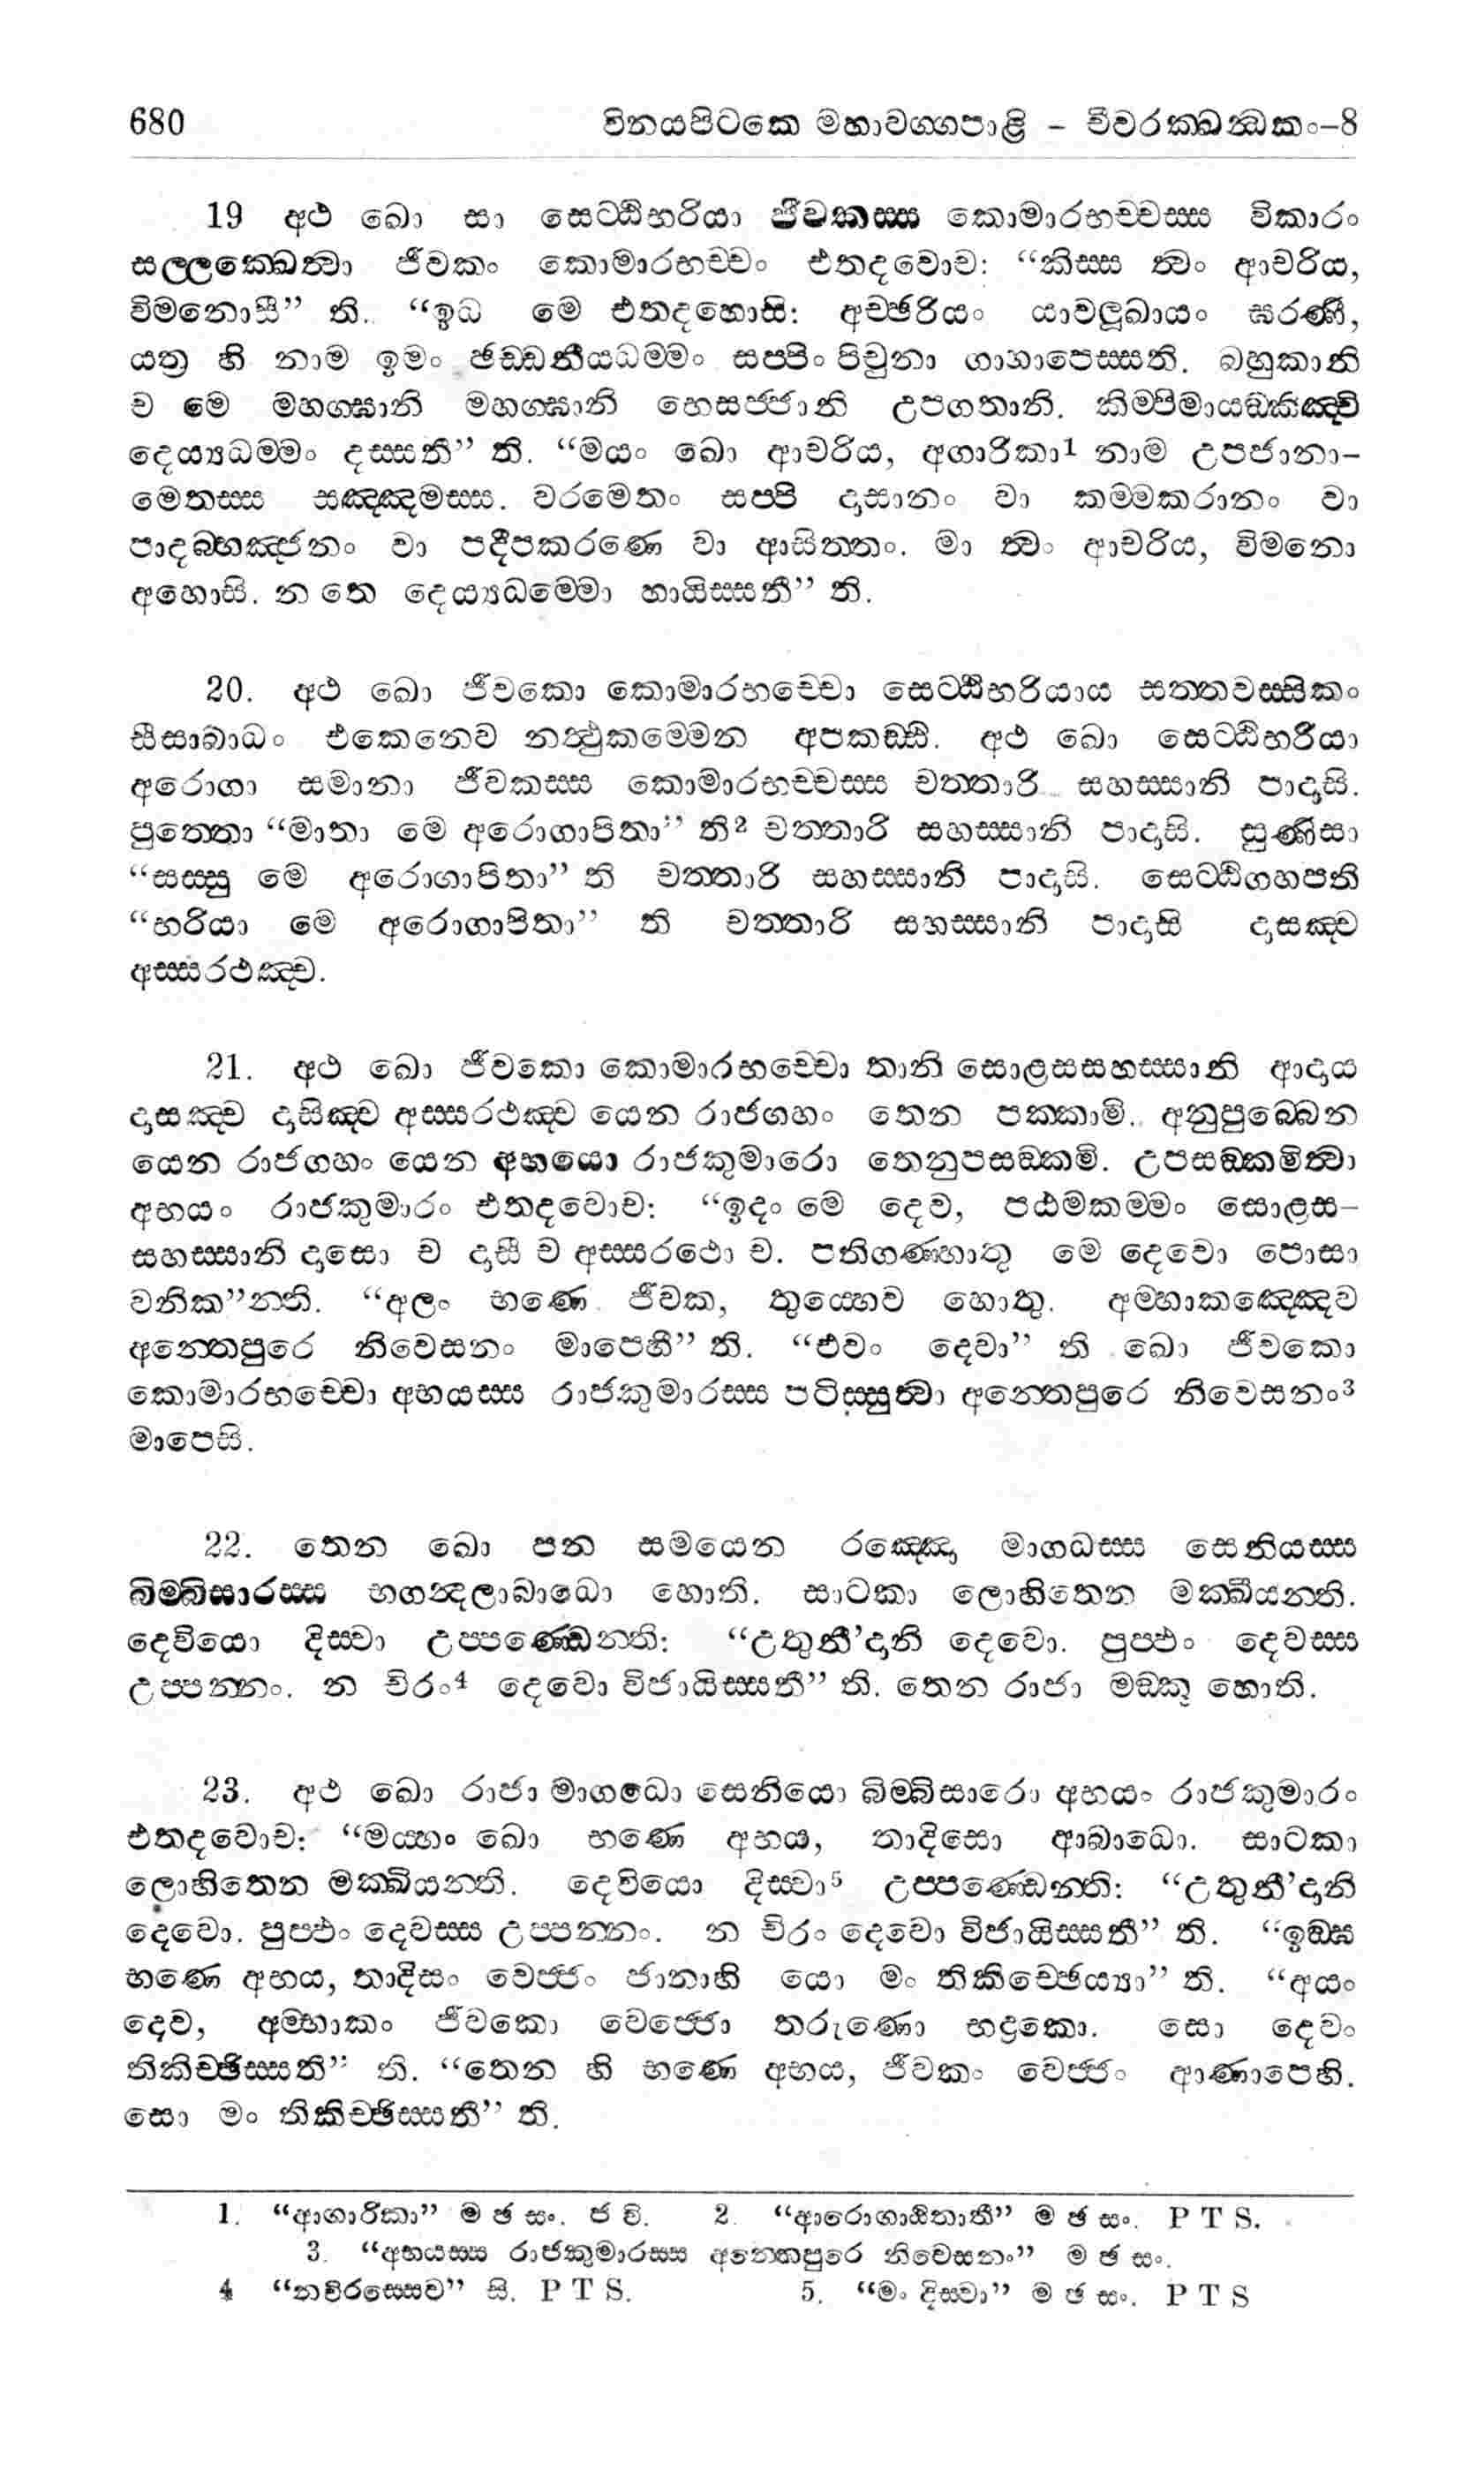 680 විනයපිටකෙ මහාවග්ගපාළි – චීවරක්ඛන්ධකං–8
19 අථ ඛො සා සෙට්ඨිභරියා ජීවකස්ස කොමාරභච්චස්ස විකාරං
සල්ලක්ඛෙත්වා ජීවකං කොමාරභච්චං එතදවොච: “කිස්ස ත්වං ආචරිය,
විමනොසී” ති. “ඉධ මෙ එතදහොසි: අච්ඡරියං යාවලූඛායං ඝරණී,
යත්‍ර හි නාම ඉමං ඡඩ්ඩනීයධම්මං සප්පිං පිචුනා ගාහාපෙස්සති. බහුකානි
ච මෙ මහග්ඝානි මහග්ඝානි භෙසජ්ජානි උපගතානි. කිම්පිමායඞ්කිඤ්චි
දෙය්‍යධම්මං දස්සතී” ති. “මයං ඛො ආචරිය, අගාරිකා1 නාම උපජානා–
මෙතස්ස සඤ්ඤමස්ස. වරමෙතං සප්පි දාසානං වා කම්මකරානං වා
පාදබ්භඤ්ජනං වා පදීපකරණෙ වා ආසිත්තං. මා ත්වං ආචරිය, විමනො
අහොසි. න තෙ දෙය්‍යධම්මො හායිස්සතී” ති.
20. අථ ඛො ජීවකො කොමාරභච්චො සෙට්ඨිභරියාය සත්තවස්සිකං
සීසාබාධං එකෙනෙව නත්ථුකම්මෙන අපකඩ්ඪි. අථ ඛො සෙට්ඨිභරියා
අරොගා සමානා ජීවකස්ස කොමාරභච්චස්ස චත්තාරි සහස්සානි පාදාසි.
පුත්තො “මාතා මෙ අරොගාපිතා” ති2 චත්තාරි සහස්සානි පාදාසි. සුණිසා
“සස්සු මෙ අරොගාපිතා” ති චත්තාරි සහස්සානි පාදාසි. සෙට්ඨිගහපති
“භරියා මෙ අරොගාපිතා” ති චත්තාරි සහස්සානි පාදාසි දාසඤ්ච
අස්සරථඤ්ච.
21. අථ ඛො ජීවකො කොමාරභච්චො තානි සොළසසහස්සානි ආදාය
දාසඤ්ච දාසිඤ්ච අස්සරථඤ්ච යෙන රාජගහං තෙන පක්කාමි. අනුපුබ්බෙන
යෙන රාජගහං යෙන අභයො රාජකුමාරො තෙනුපසඞ්කමි. උපසඞ්කමිත්වා
අභයං රාජකුමාරං එතදවොච: “ඉදං මෙ දෙව, පඨමකම්මං සොළස–
සහස්සානි දාසො ච දාසී ච අස්සරථො ච. පතිගණ්හාතු මෙ දෙවො පොසා
වනික”න්ති. “අලං භණෙ ජීවක, තුය්හෙව හොතු. අම්හාකඤ්ඤෙව
අන්තෙපුරෙ නිවෙසනං මාපෙහී” ති. “එවං දෙවා” ති ඛො ජීවකො
කොමාරභච්චො අභයස්ස රාජකුමාරස්ස පටිස්සුත්වා අන්තෙපුරෙ නිවෙසනං3
මාපෙසි.
22. තෙන ඛො පන සමයෙන රඤ්ඤො මාගධස්ස සෙනියස්ස
බිම්බිසාරස්ස භගන්දලාබාධො හොති. සාටකා ලොහිතෙන මක්ඛීයන්ති.
දෙවියො දිස්වා උප්පණ්ඩෙන්ති: “උතුනී’දානි දෙවො. පුප්ඵං දෙවස්ස
උප්පන්නං. න චිරං4 දෙවො විජායිස්සතී” ති. තෙන රාජා මඞ්කු හොති.
23. අථ ඛො රාජා මාගධො සෙනියො බිම්බිසාරො අභයං රාජකුමාරං
එතදවොච: “මය්හං ඛො භණෙ අභය, තාදිසො ආබාධො. සාටකා
ලොහිතෙන මක්ඛියන්ති. දෙවියො දිස්වා5 උප්පණ්ඩෙන්ති: “උතුනී’දානි
දෙවො. පුප්ඵං දෙවස්ස උප්පන්නං. න චිරං දෙවො විජායිස්සතී” ති. “ඉඞ්ඝ
භණෙ අභය, තාදිසං වෙජ්ජං ජානාහි යො මං තිකිච්ඡෙය්‍යා” ති. “අයං
දෙව, අම්හාකං ජීවකො වෙජ්ජො තරුණො භද්‍රකො. සො දෙවං
තිකිච්ඡිස්සති” ති. “තෙන හි භණෙ අභය, ජීවකං වෙජ්ජං ආණාපෙහි.
සො මං තිකිච්ඡිස්සතී” ති.
1. “ආගාරිකා” ම ඡ සං. ජ වි. 2. “ආරොගාඨිතාතී” ම ඡ සං. P T S.
3. “අභයස්ස රාජකුමාරස්ස අන්තෙපුරෙ නිවෙසනං” ම ඡ සං.
4 “නචිරස්සෙව” සි. P T S. 5. “මං දිස්වා” ම ඡ සං. P T S